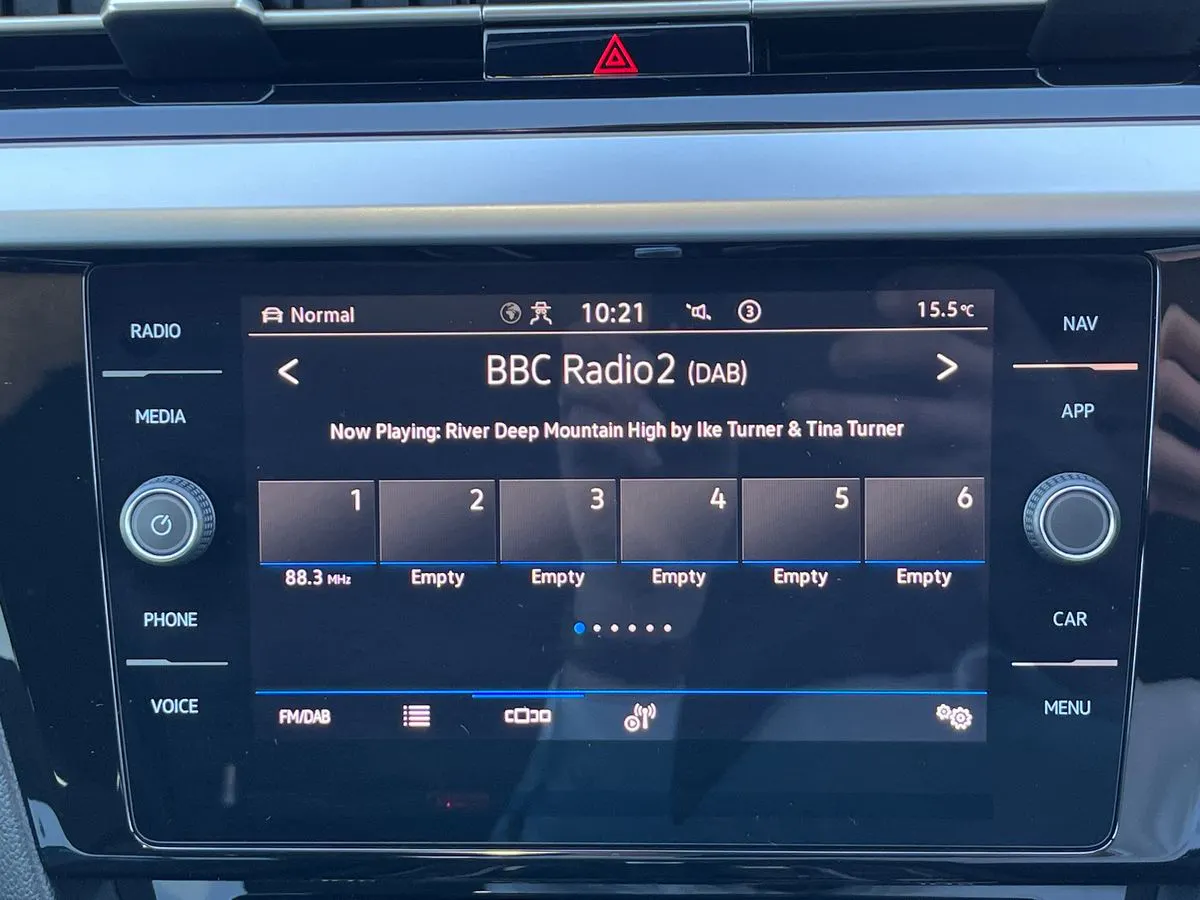 RADIO
MEDIA
PHONE
VOICE
Normal 10:21 3 15.5°C
< BBC Radio2 (DAB) >
Now Playing: River Deep Mountain High by Ike Turner & Tina Turner
1 2 3 4 5 6
88.3 MHz Empty Empty Empty Empty Empty
FM/DAB
NAV
APP
CAR
MENU